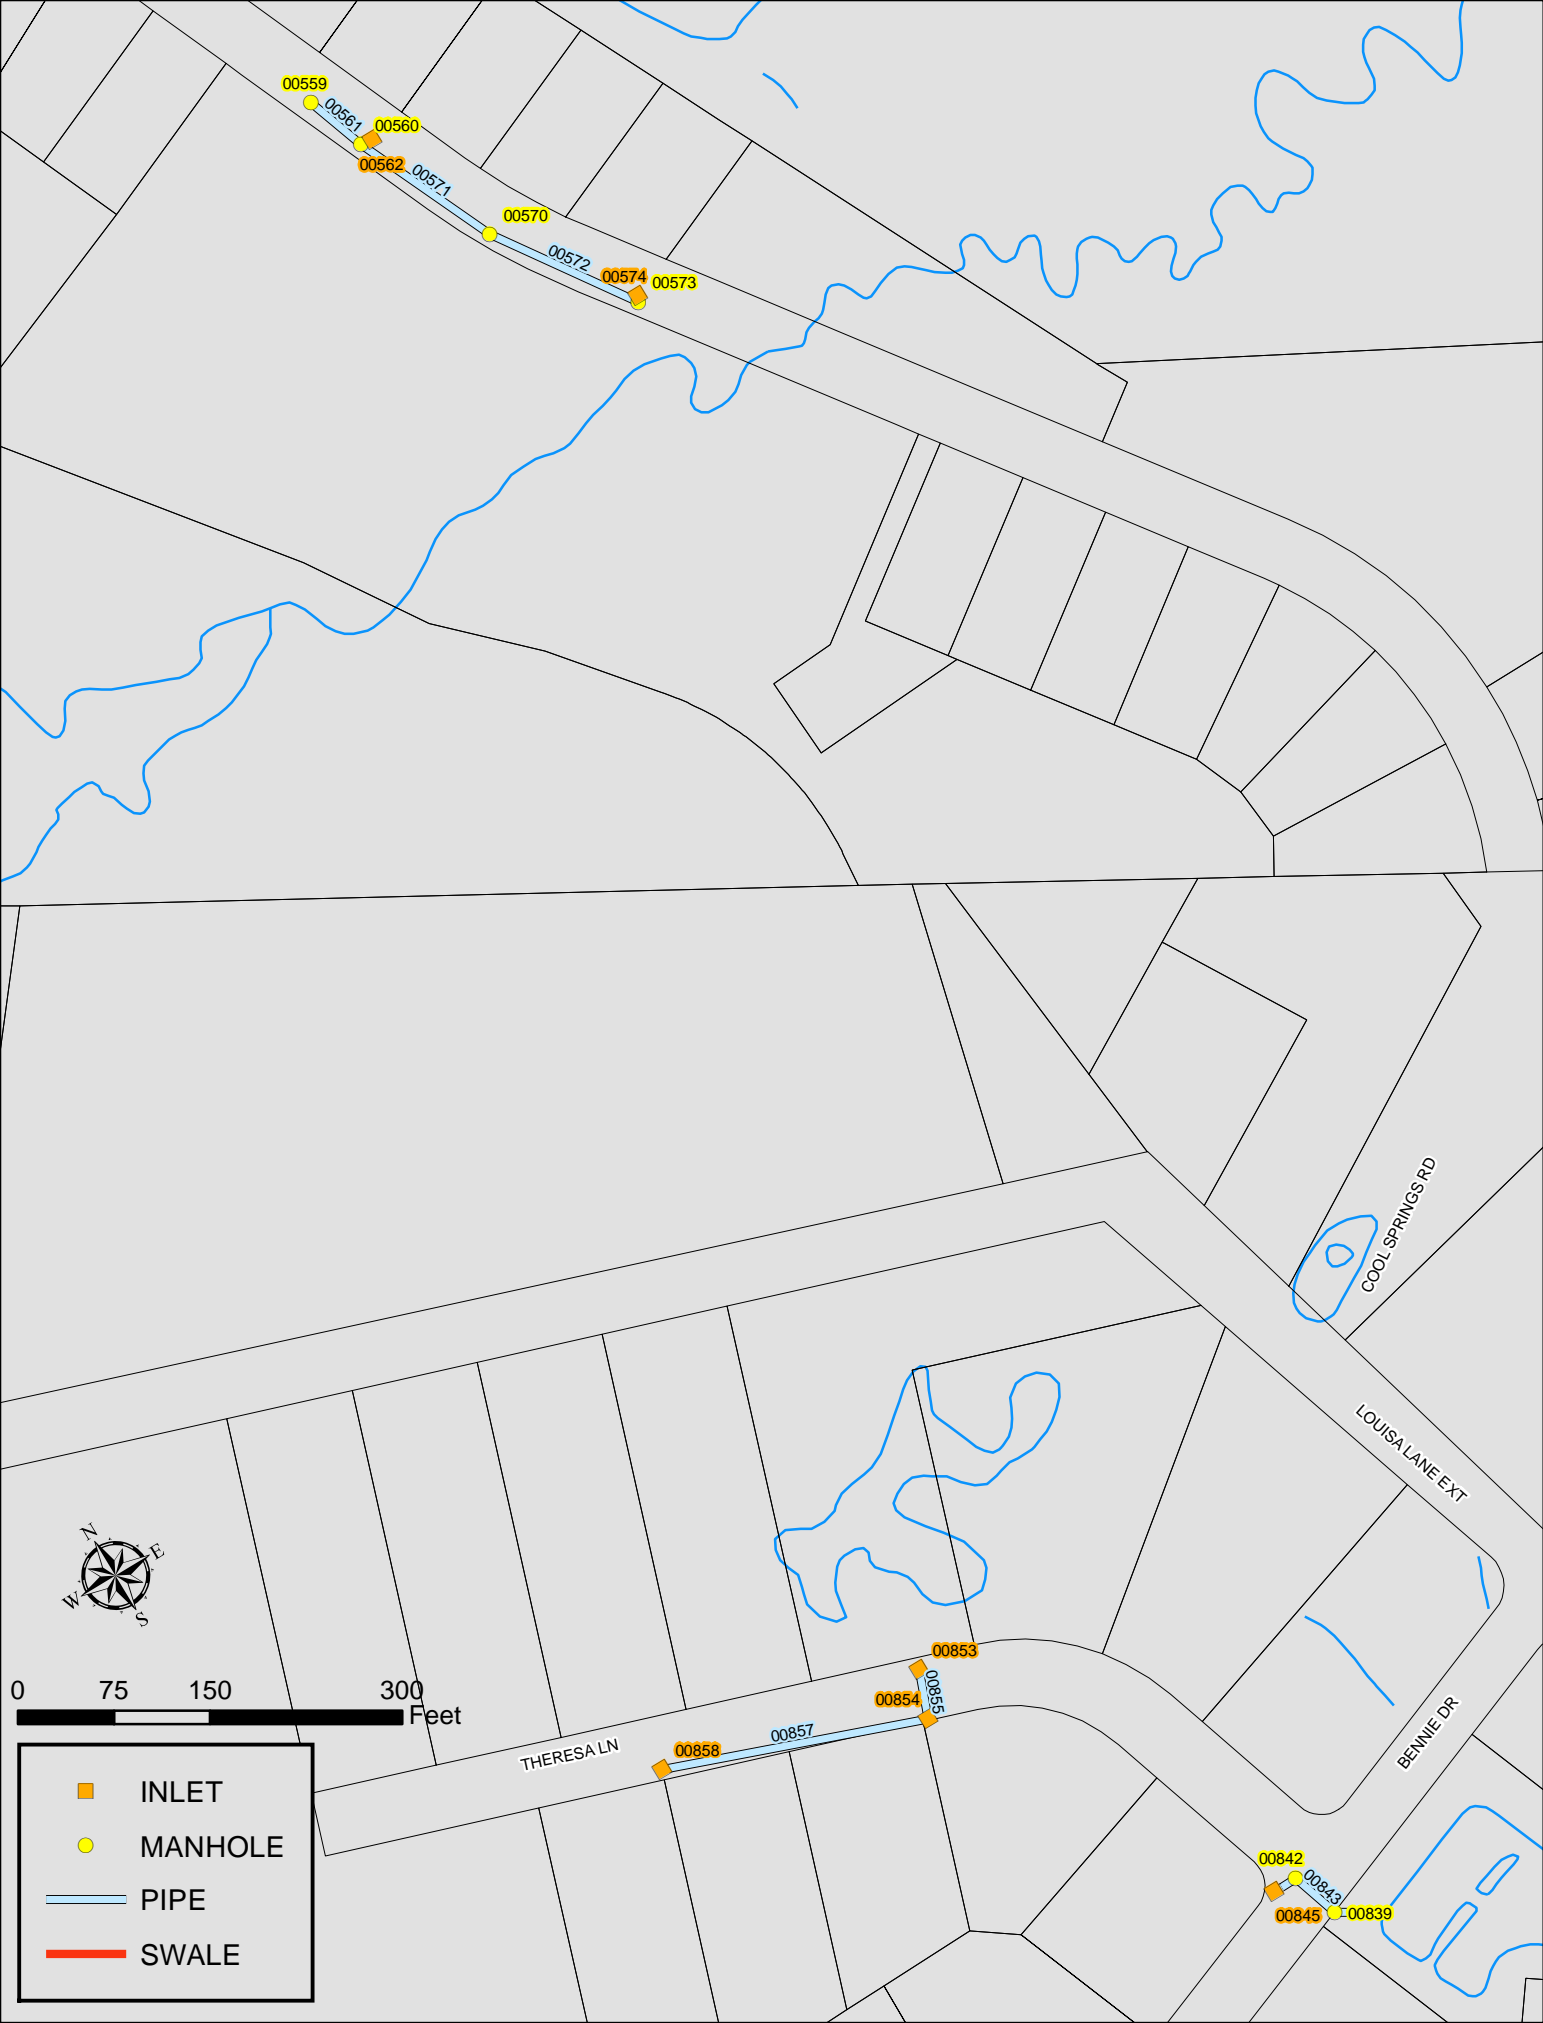 00559
00561
00560
00562
00571
00570
00572
00574
00573
COOL SPRINGS RD
LOUISA LANE EXT
N
E
W
S
00853
00855
00854
0 75 150 300
Feet
BENNIE DR
00857
THERESA LN
00858
INLET
MANHOLE
PIPE
SWALE
00842
00843
00845
00839